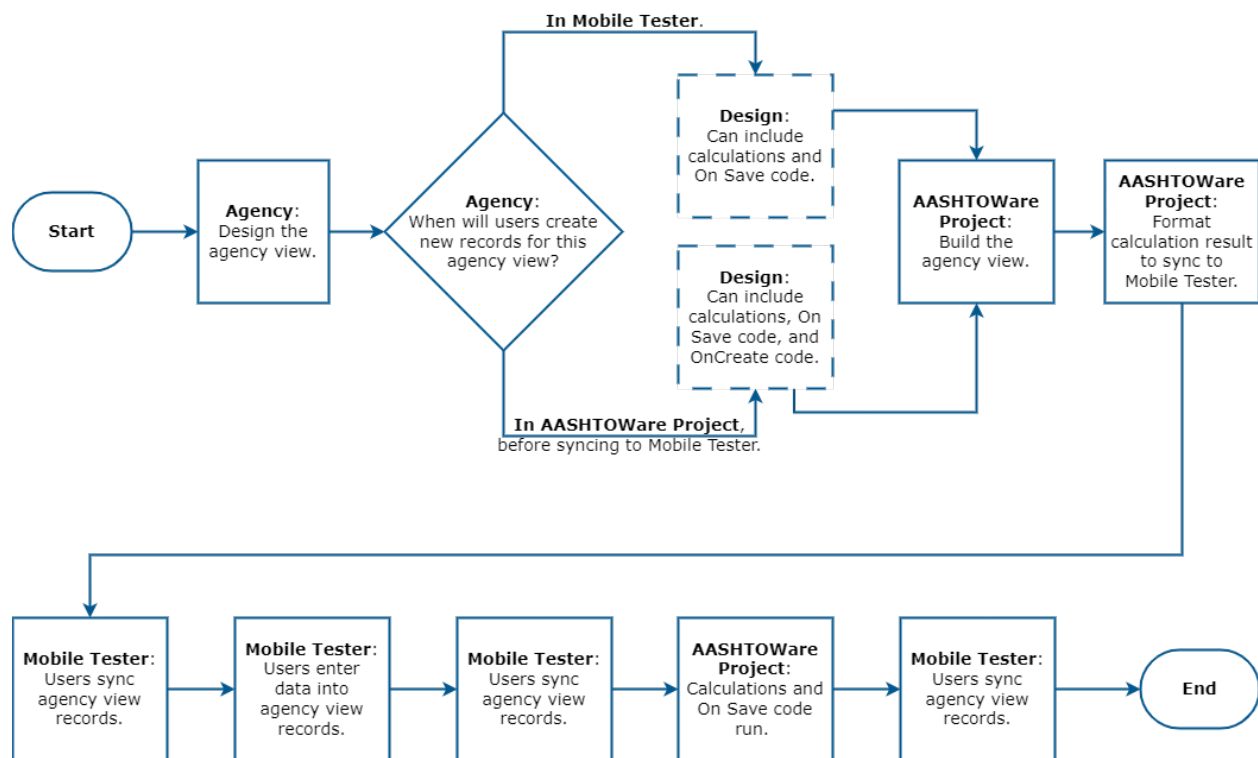 In Mobile Tester.
Start
Agency:
Design the
agency view.
Agency:
When will users create
new records for this
agency view?
Design:
Can include
calculations and
On Save code.
Design:
Can include
calculations, On
Save code, and
OnCreate code.
In AASHTOWare Project,
before syncing to Mobile Tester.
AASHTOWare
Project:
Build the
agency view.
AASHTOWare
Project:
Format
calculation result
to sync to
Mobile Tester.
Mobile Tester:
Users sync
agency view
records.
Mobile Tester:
Users enter
data into
agency view
records.
Mobile Tester:
Users sync
agency view
records.
AASHTOWare
Project:
Calculations and
On Save code
run.
Mobile Tester:
Users sync
agency view
records.
End